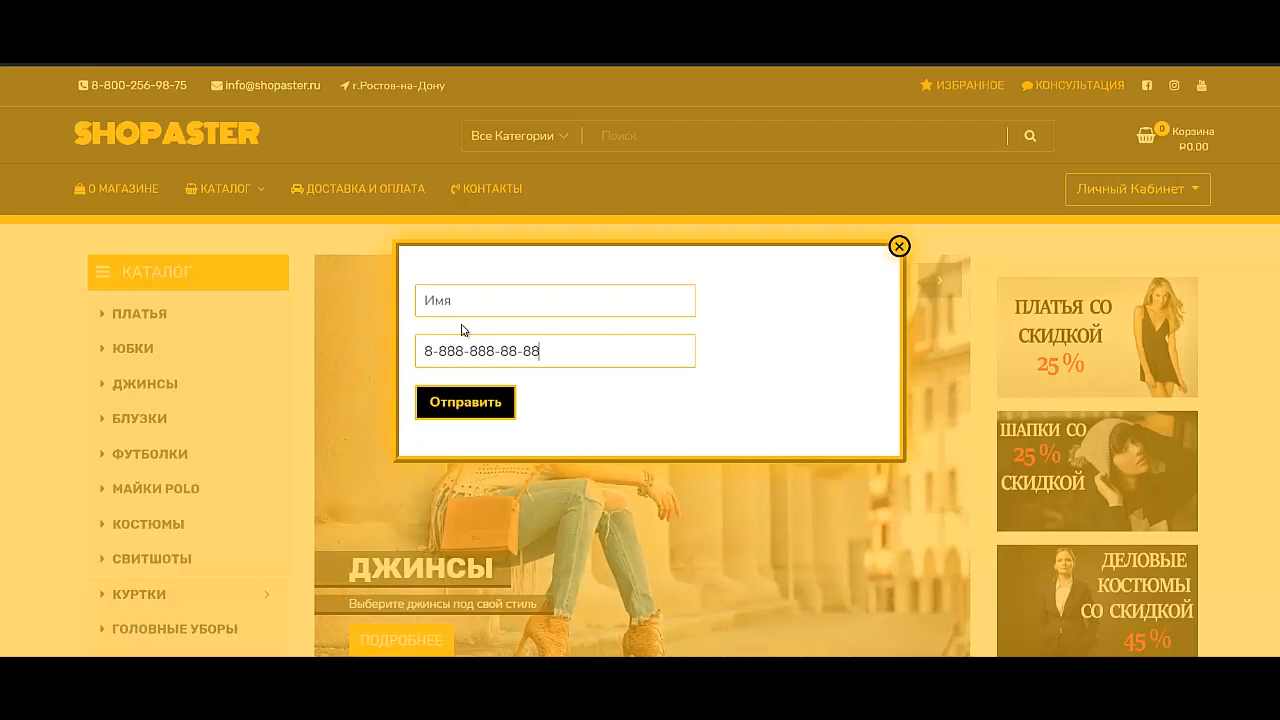 8-800-256-98-75 info@shopaster.ru г.Ростов-на-Дону ИЗБРАННОЕ КОНСУЛЬТАЦИЯ
SHOPASTER
Все Категории Поиск
0 Корзина
₽0.00
О МАГАЗИНЕ КАТАЛОГ ДОСТАВКА И ОПЛАТА КОНТАКТЫ Личный Кабинет
КАТАЛОГ
ПЛАТЬЯ
ЮБКИ
ДЖИНСЫ
БЛУЗКИ
ФУТБОЛКИ
МАЙКИ POLO
КОСТЮМЫ
СВИТШОТЫ
КУРТКИ
ГОЛОВНЫЕ УБОРЫ
Имя
8-888-888-88-88
Отправить
ДЖИНСЫ
Выберите джинсы под свой стиль
ПОДРОБНЕЕ
ПЛАТЬЯ СО
СКИДКОЙ
25%
ШАПКИ СО
25%
СКИДКОЙ
ДЕЛОВЫЕ
КОСТЮМЫ
СО СКИДКОЙ
45%